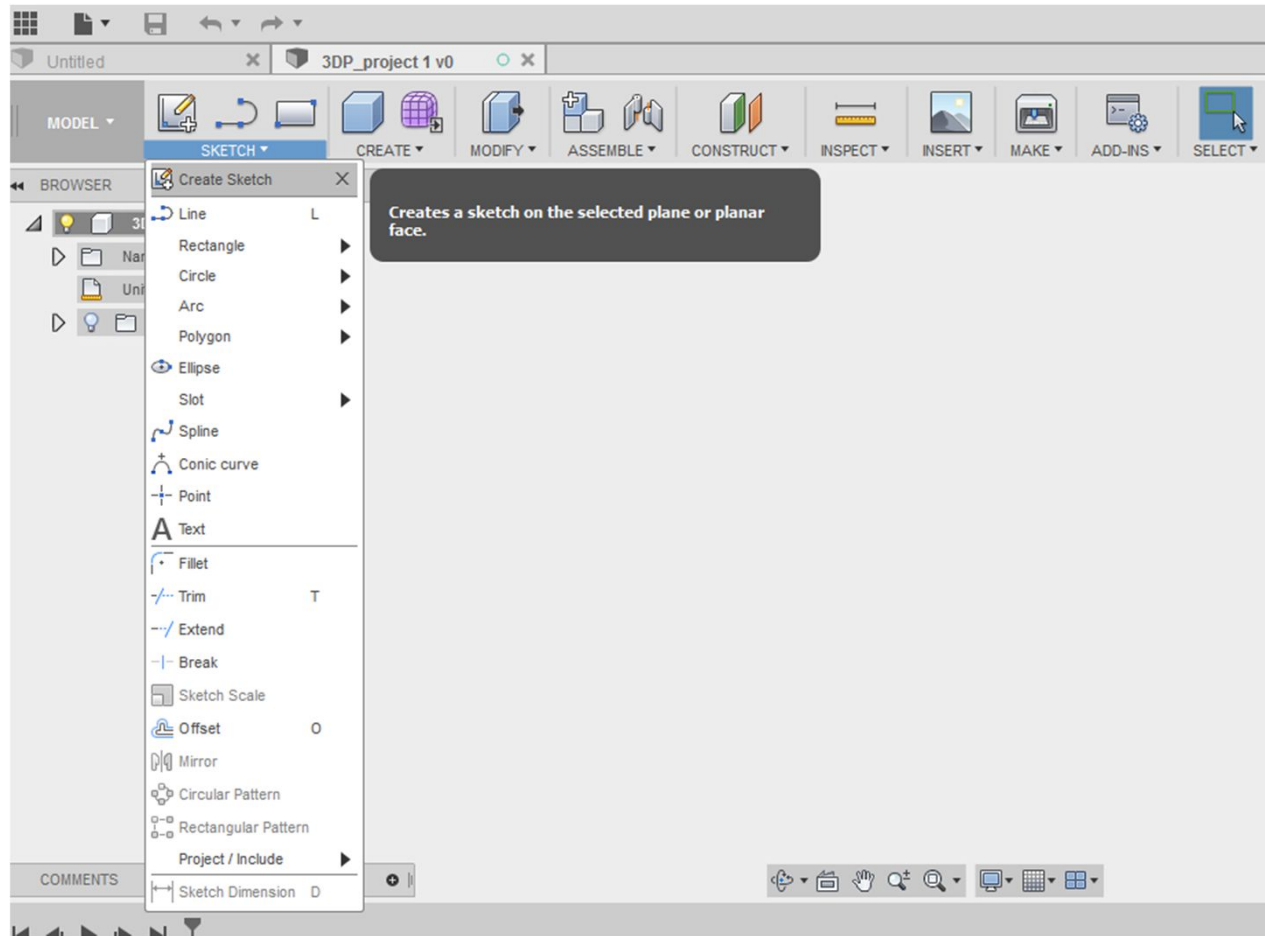 Untitled
3DP_project 1 v0
MODEL
SKETCH
CREATE
MODIFY
ASSEMBLE
CONSTRUCT
INSPECT
INSERT
MAKE
ADD-INS
SELECT
BROWSER
Create Sketch
Creates a sketch on the selected plane or planar
face.
Line L
Rectangle
Circle
Arc
Polygon
Ellipse
Slot
Spline
Conic curve
Point
Text
Fillet
Trim T
Extend
Break
Sketch Scale
Offset O
Mirror
Circular Pattern
Rectangular Pattern
Project / Include
COMMENTS
Sketch Dimension D